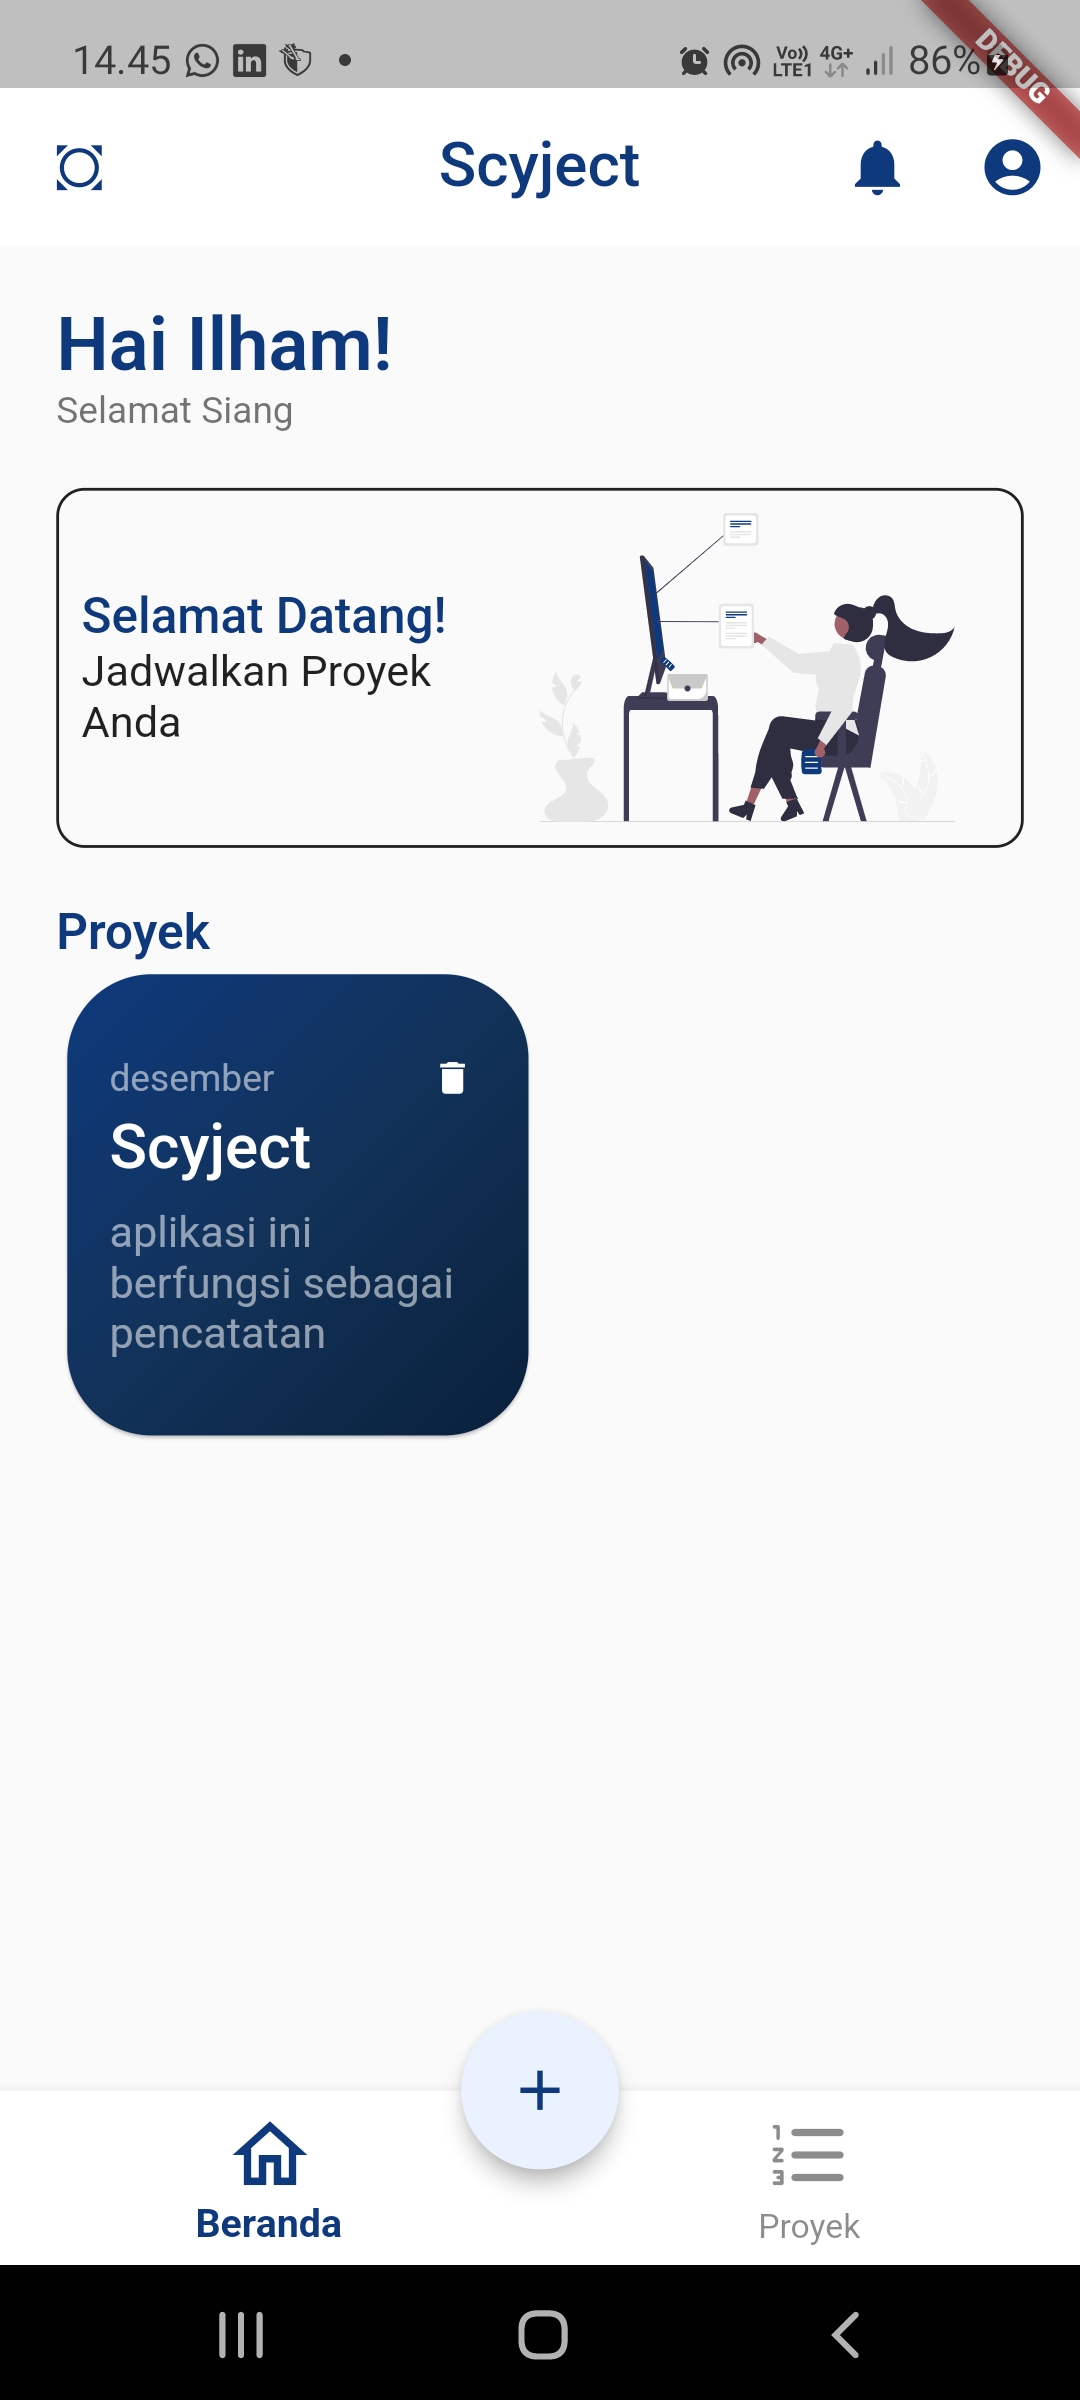 14.45
Vo)) LTE1 4G+ 86%
DEBUG
Scyject
Hai Ilham!
Selamat Siang
Selamat Datang!
Jadwalkan Proyek
Anda
Proyek
desember
Scyject
aplikasi ini
berfungsi sebagai
pencatatan
Beranda
Proyek